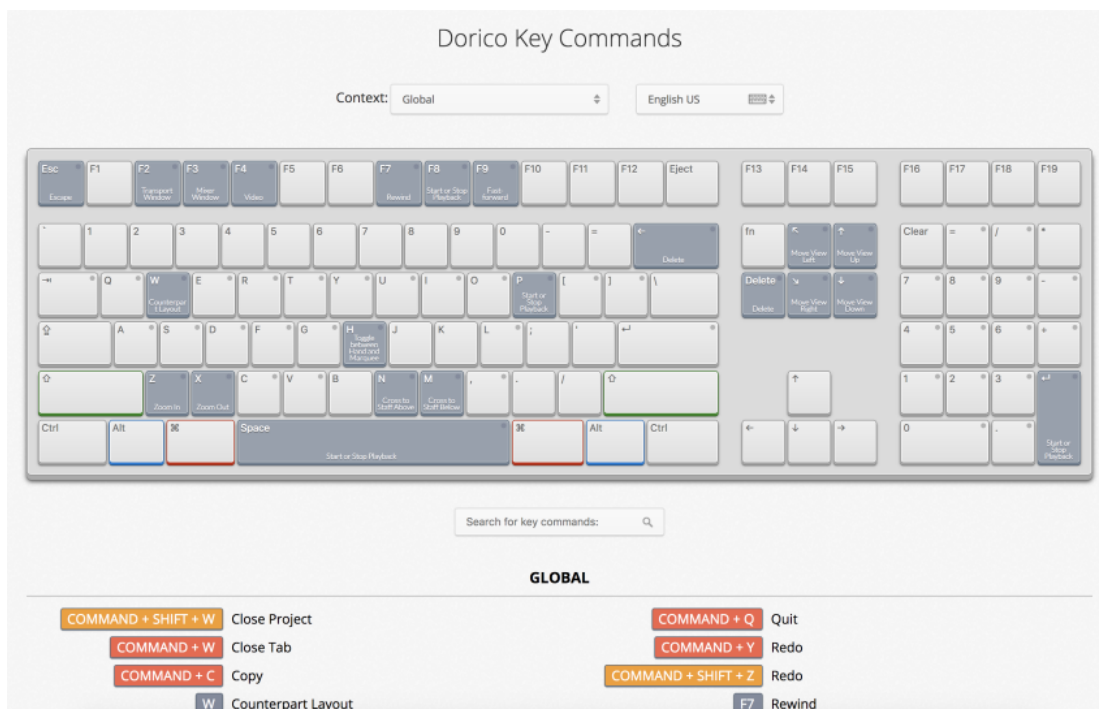 Dorico Key Commands
Context: Global English US
Esc F1 F2 F3 F4 F5 F6 F7 F8 F9 F10 F11 F12 Eject F13 F14 F15 F16 F17 F18 F19
Escape Transport Window Mixer Window Video Rewind Start or Stop Playback Fast-forward
` 1 2 3 4 5 6 7 8 9 0 - = ← fn ↖ ↑ Clear = / *
Delete Move View Left Move View Up
⇥ Q W E R T Y U I O P [ ] \ Delete ↘ ↓ 7 8 9 -
Counterpart Layout Start or Stop Playback Delete Move View Right Move View Down
⇪ A S D F G H J K L ; ' ↵ 4 5 6 +
Toggle between Hand and Marquee
⇧ Z X C V B N M , . / ⇧ ↑ 1 2 3 ↵
Zoom In Zoom Out Cross to Staff Above Cross to Staff Below
Ctrl Alt ⌘ Space ⌘ Alt Ctrl ← ↓ → 0 .
Start or Stop Playback Start or Stop Playback
Search for key commands:
GLOBAL
COMMAND + SHIFT + W Close Project COMMAND + Q Quit
COMMAND + W Close Tab COMMAND + Y Redo
COMMAND + C Copy COMMAND + SHIFT + Z Redo
W Counterpart Layout F7 Rewind